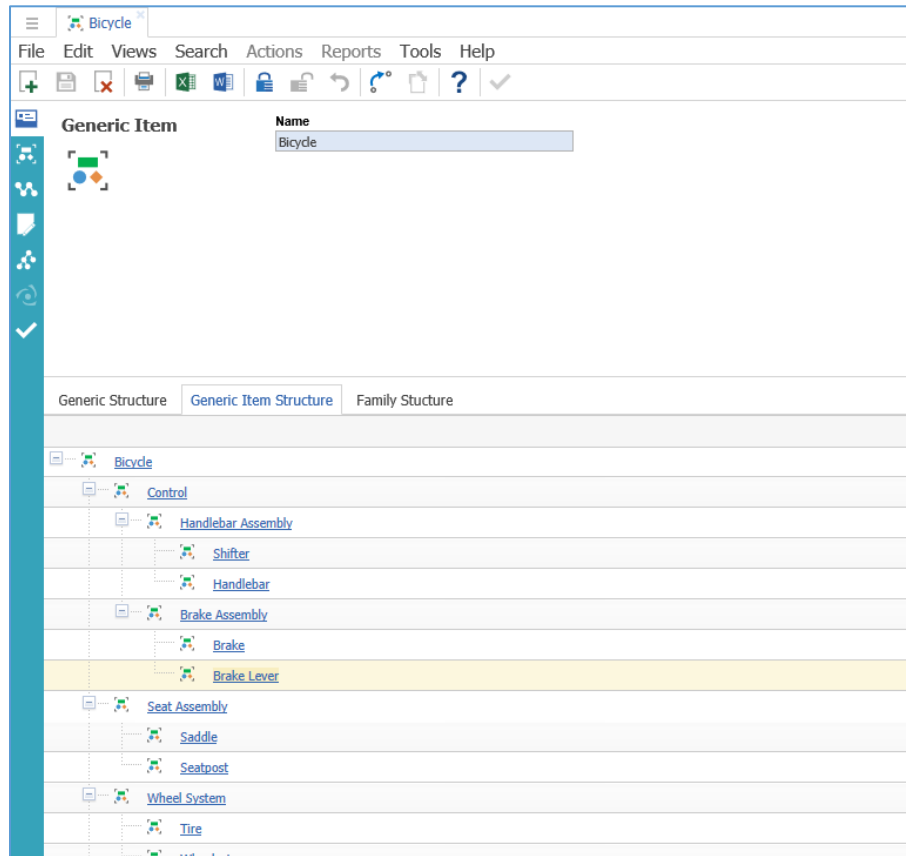 Bicycle
File Edit Views Search Actions Reports Tools Help
?
Generic Item
Name
Bicycle
Generic Structure Generic Item Structure Family Stucture
Bicycle
Control
Handlebar Assembly
Shifter
Handlebar
Brake Assembly
Brake
Brake Lever
Seat Assembly
Saddle
Seatpost
Wheel System
Tire